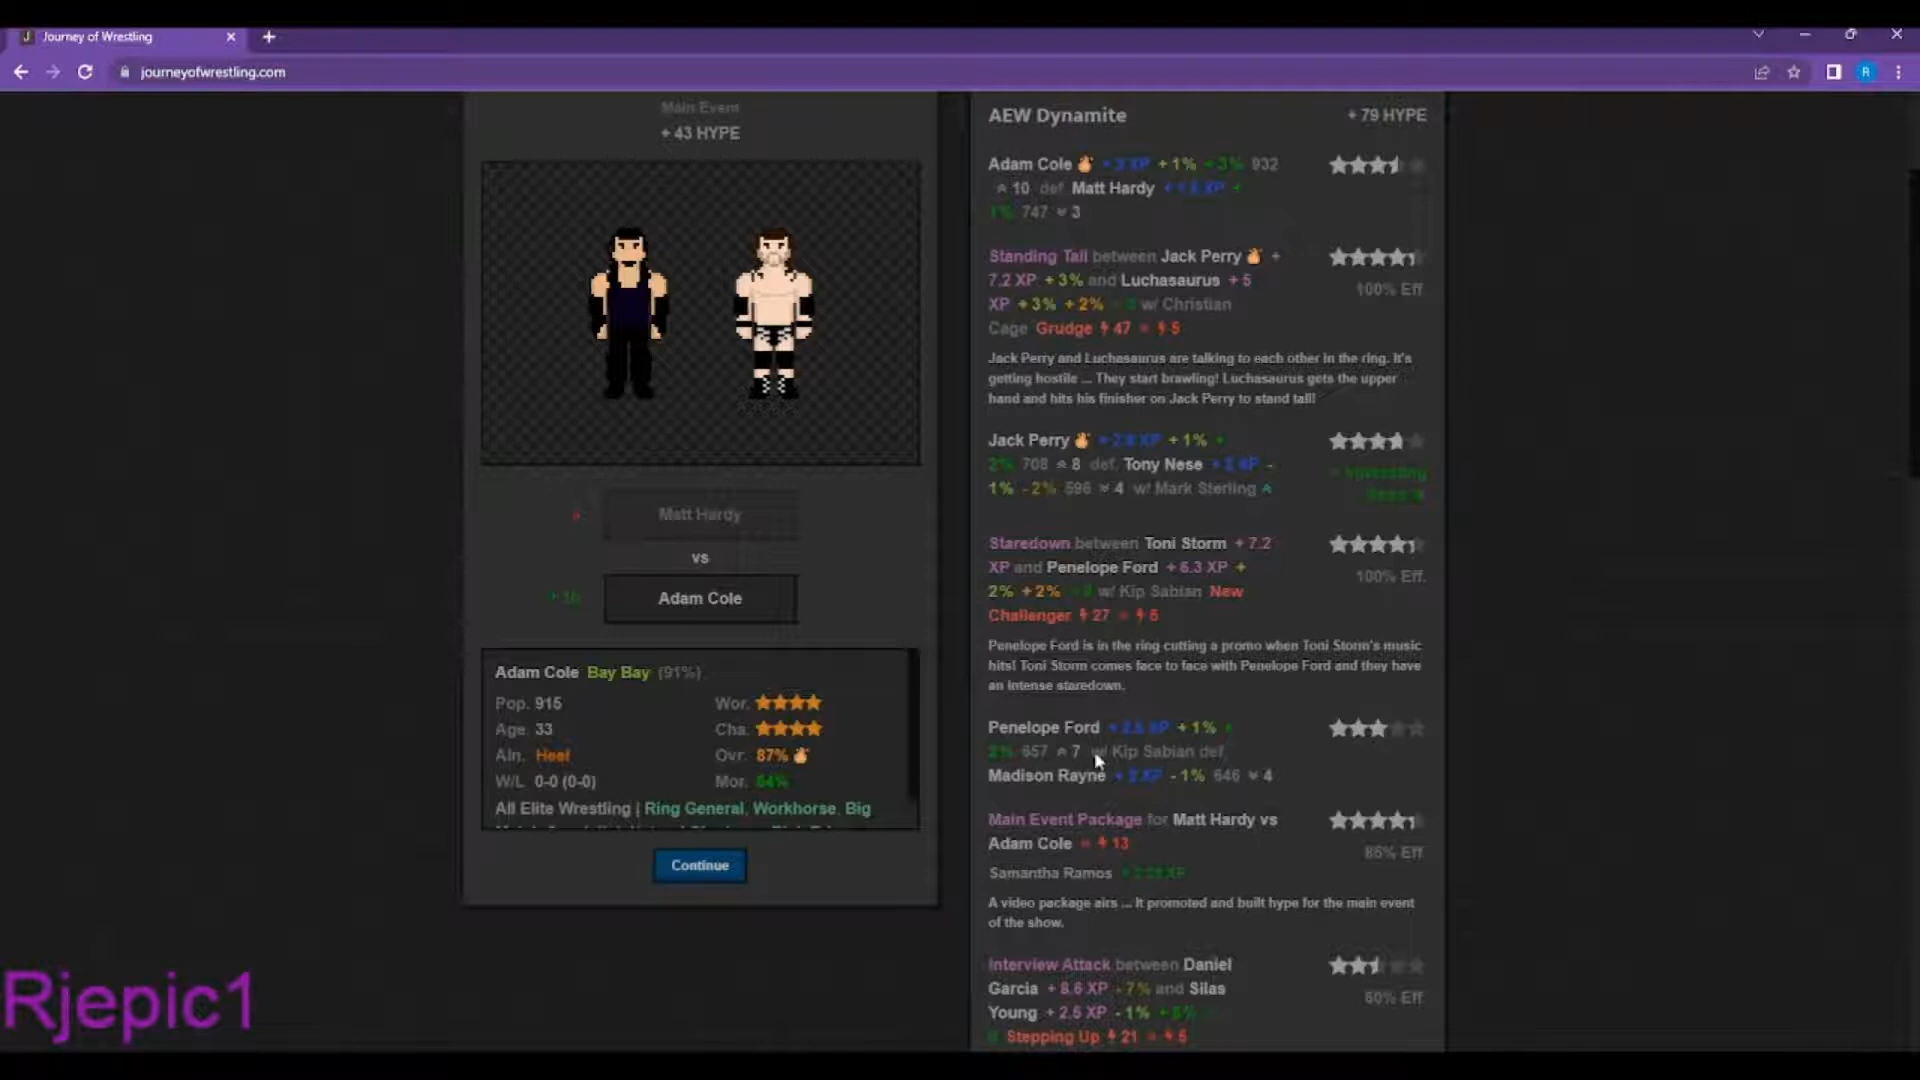 Journey of Wrestling
journeyofwrestling.com
Main Event
+ 43 HYPE
Matt Hardy
vs
Adam Cole
Adam Cole Bay Bay (91%)
Pop. 915 Wor.
Age. 33 Cha.
Aln. Heel Ovr. 87%
W/L 0-0 (0-0) Mor.
All Elite Wrestling | Ring General, Workhorse, Big
Continue
AEW Dynamite + 79 HYPE
Adam Cole + 3 XP + 1% + 3% 932
10 def. Matt Hardy
1% 747 3
Standing Tall between Jack Perry +
7.2 XP + 3% and Luchasaurus + 5
XP + 3% + 2% w/ Christian
Cage Grudge 47 5
100% Eff.
Jack Perry and Luchasaurus are talking to each other in the ring. It's
getting hostile ... They start brawling! Luchasaurus gets the upper
hand and hits his finisher on Jack Perry to stand tall!
Jack Perry + 1% +
2% 708 8 def. Tony Nese -
1% - 2% 596 4 w/ Mark Sterling
Staredown between Toni Storm + 7.2
XP and Penelope Ford + 6.3 XP +
2% + 2% w/ Kip Sabian New
Challenger 27 5
100% Eff.
Penelope Ford is in the ring cutting a promo when Toni Storm's music
hits! Toni Storm comes face to face with Penelope Ford and they have
an intense staredown.
Penelope Ford + 2.5 XP + 1% +
2% 657 7 w/ Kip Sabian def.
Madison Rayne - 1% 646 4
Main Event Package for Matt Hardy vs
Adam Cole 13
85% Eff.
Samantha Ramos
A video package airs ... It promoted and built hype for the main event
of the show.
Interview Attack between Daniel
Garcia + 8.6 XP - 7% and Silas
Young + 2.5 XP - 1%
Stepping Up 21 5
60% Eff.
Rjepic1